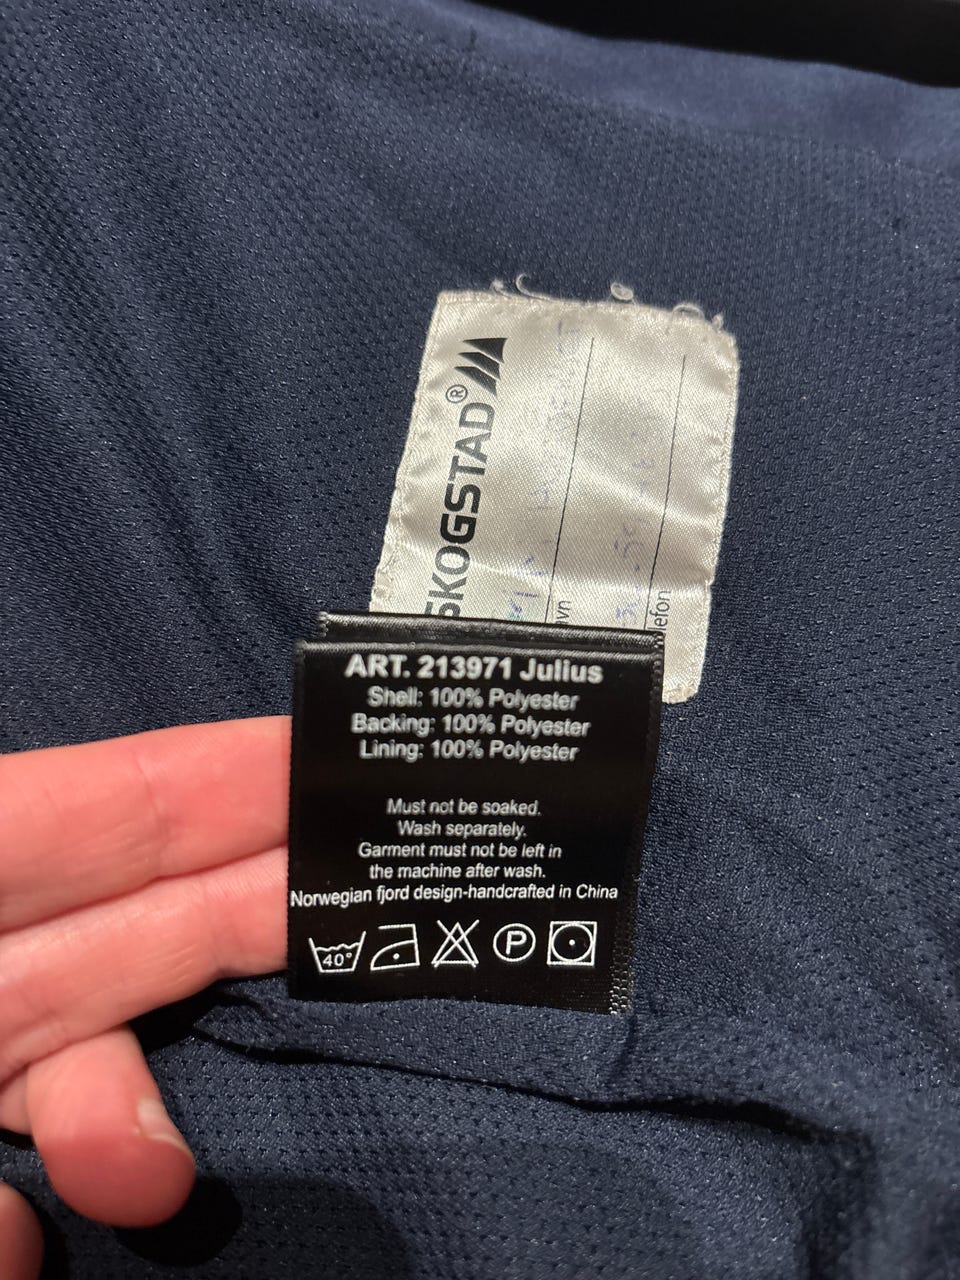 SKOGSTAD®
ART. 213971 Julius
Shell: 100% Polyester
Backing: 100% Polyester
Lining: 100% Polyester
Must not be soaked.
Wash separately.
Garment must not be left in
the machine after wash.
Norwegian fjord design-handcrafted in China
40°
P